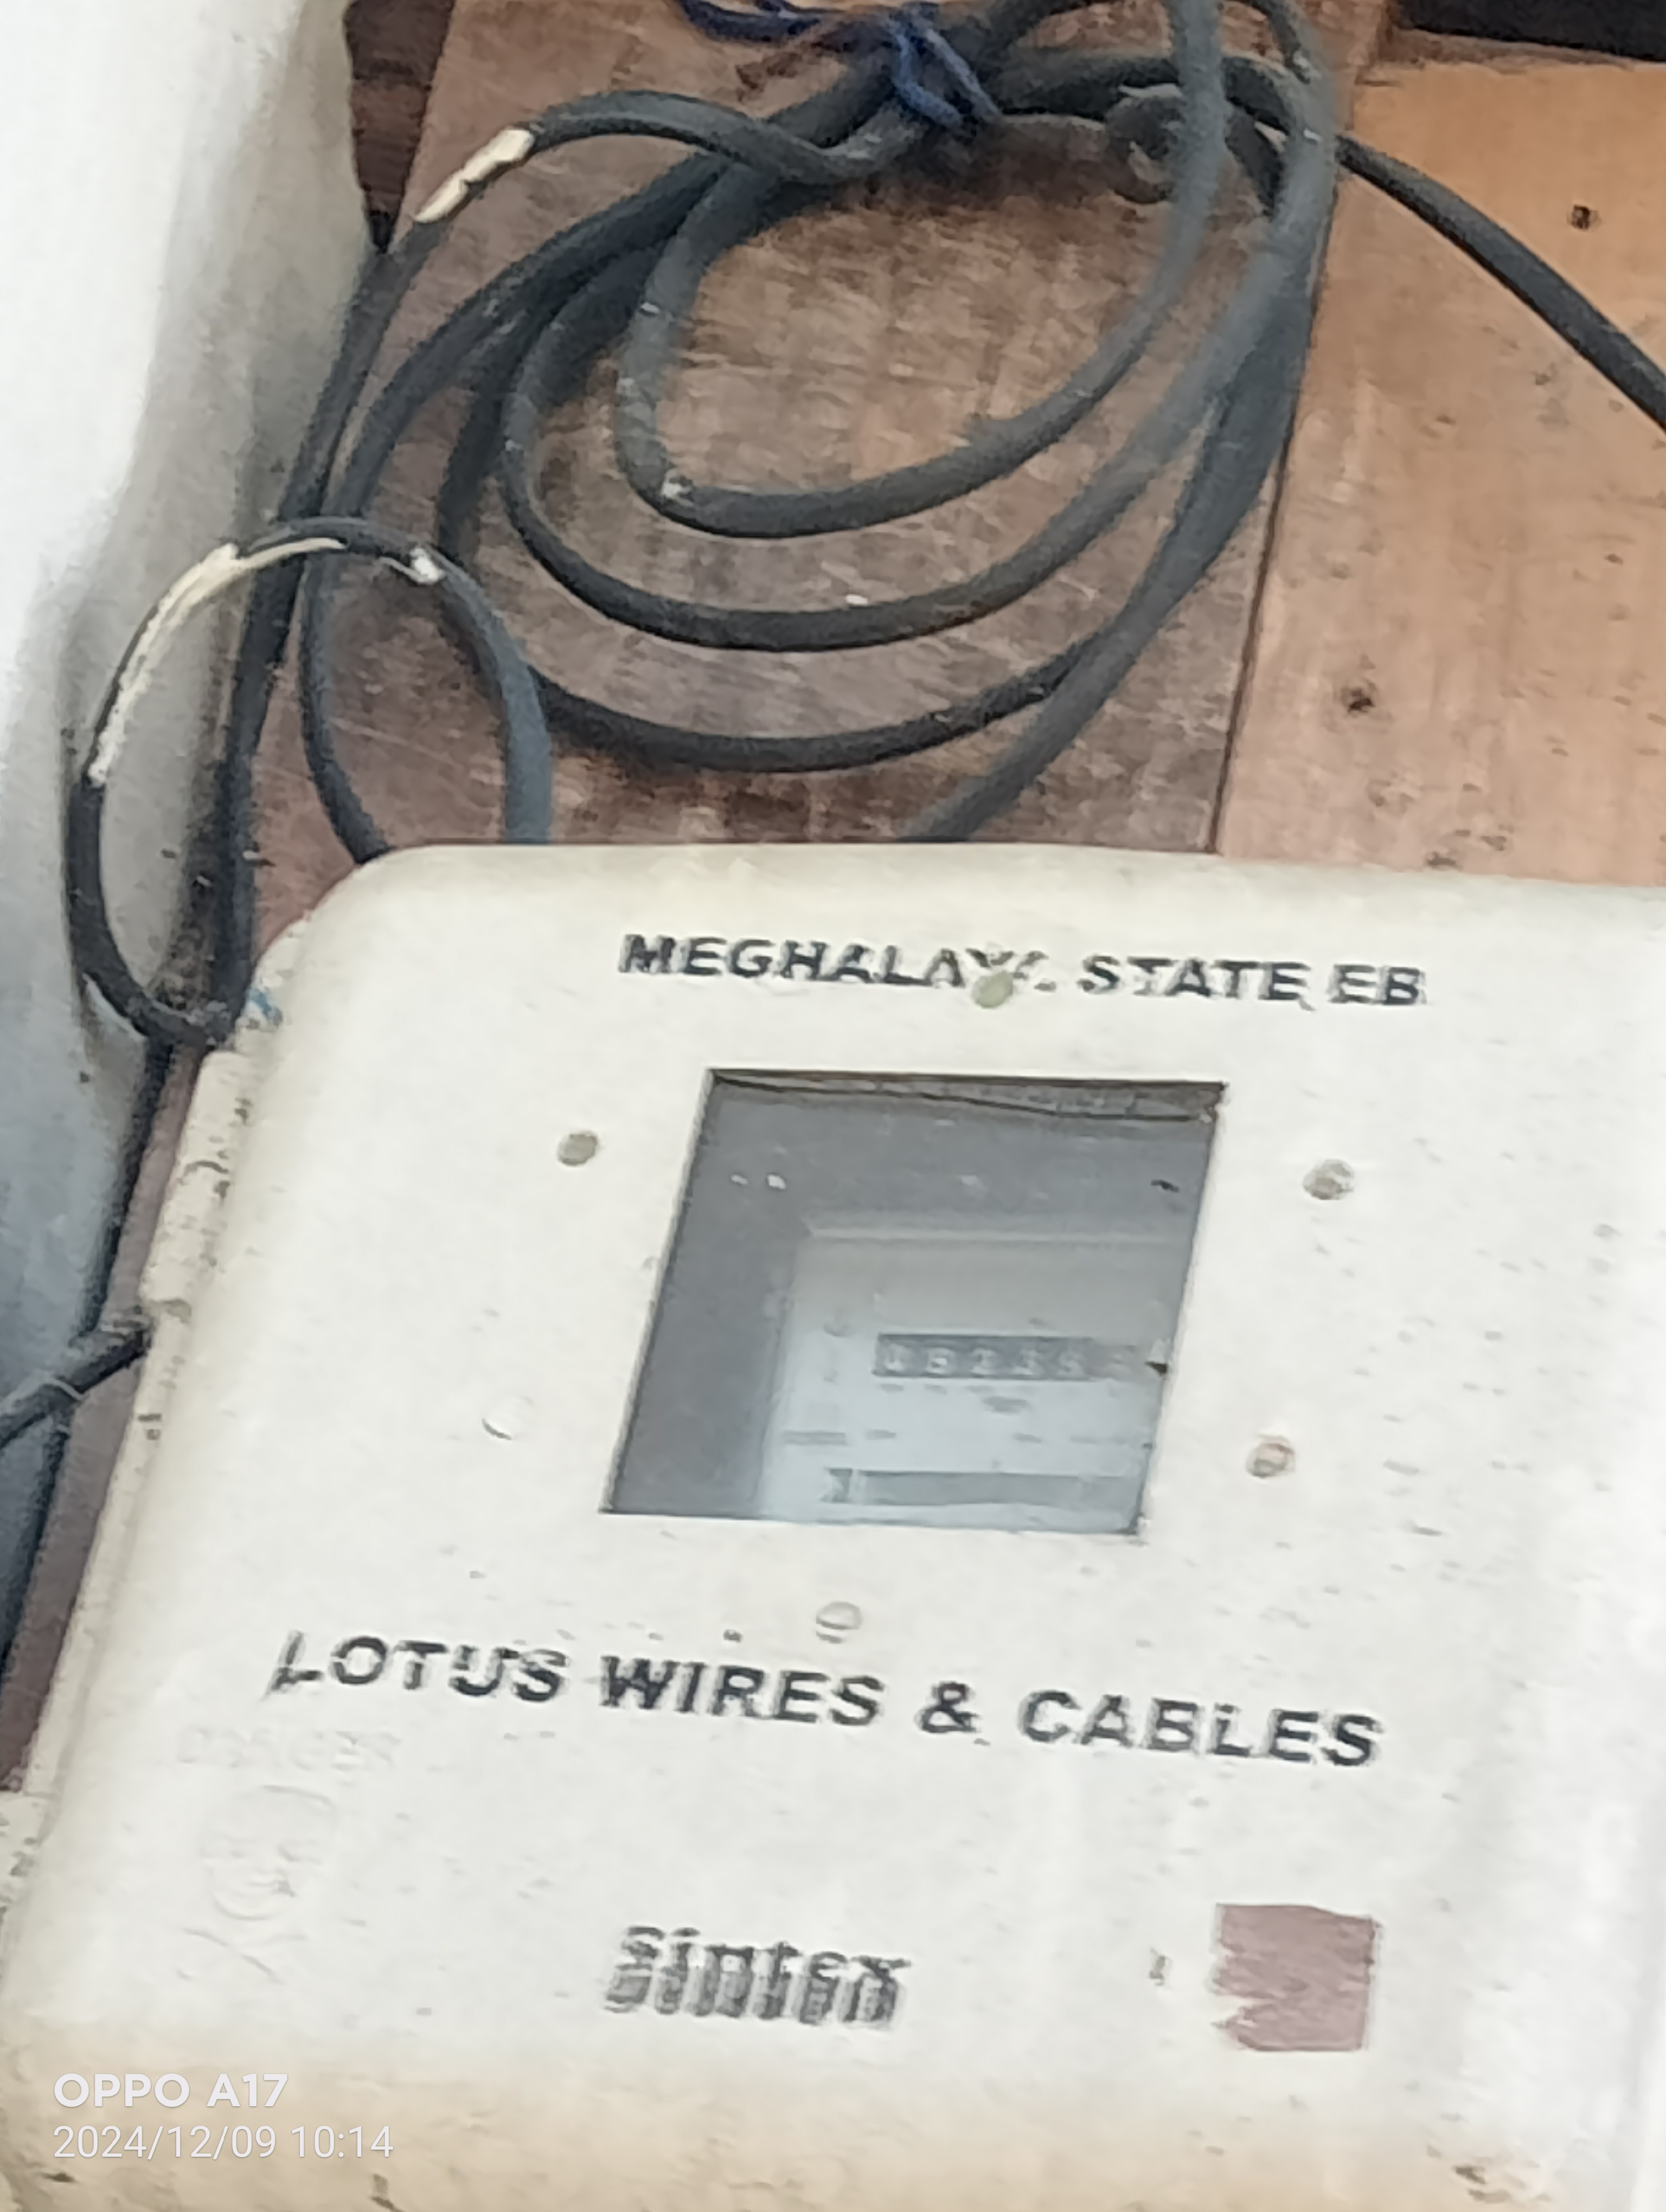 MEGHALAYA STATE EB
LOTUS WIRES & CABLES
Sintex
OPPO A17
2024/12/09 10:14